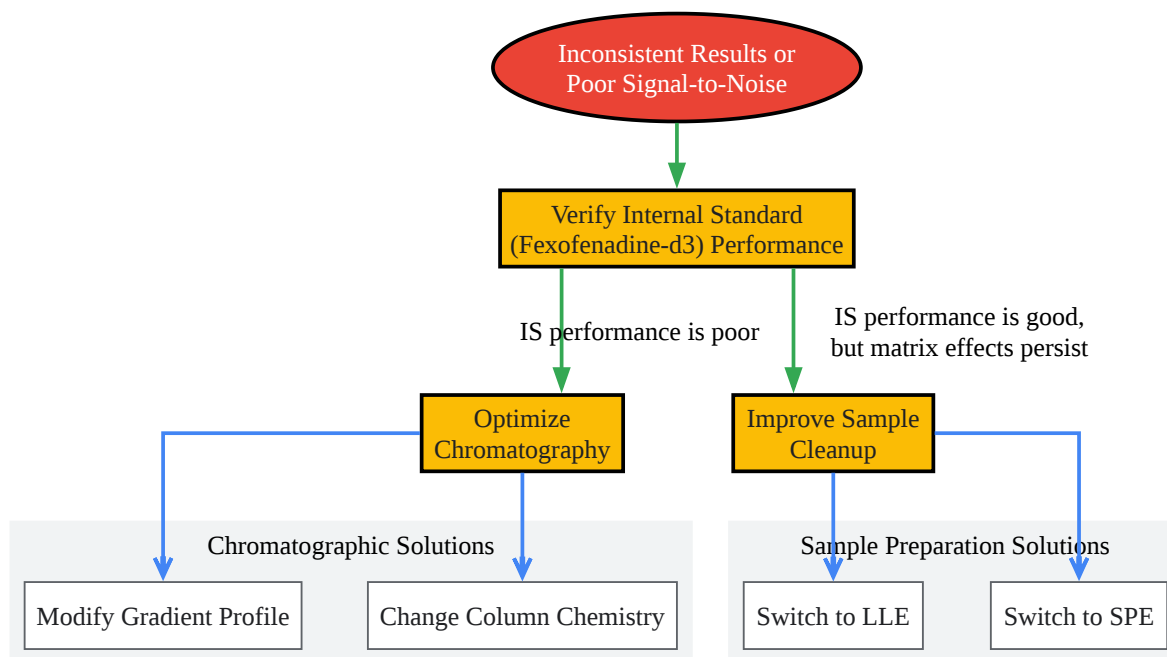 Inconsistent Results or
Poor Signal-to-Noise
Verify Internal Standard
(Fexofenadine-d3) Performance
IS performance is poor
IS performance is good,
but matrix effects persist
Optimize
Chromatography
Improve Sample
Cleanup
Chromatographic Solutions
Sample Preparation Solutions
Modify Gradient Profile
Change Column Chemistry
Switch to LLE
Switch to SPE